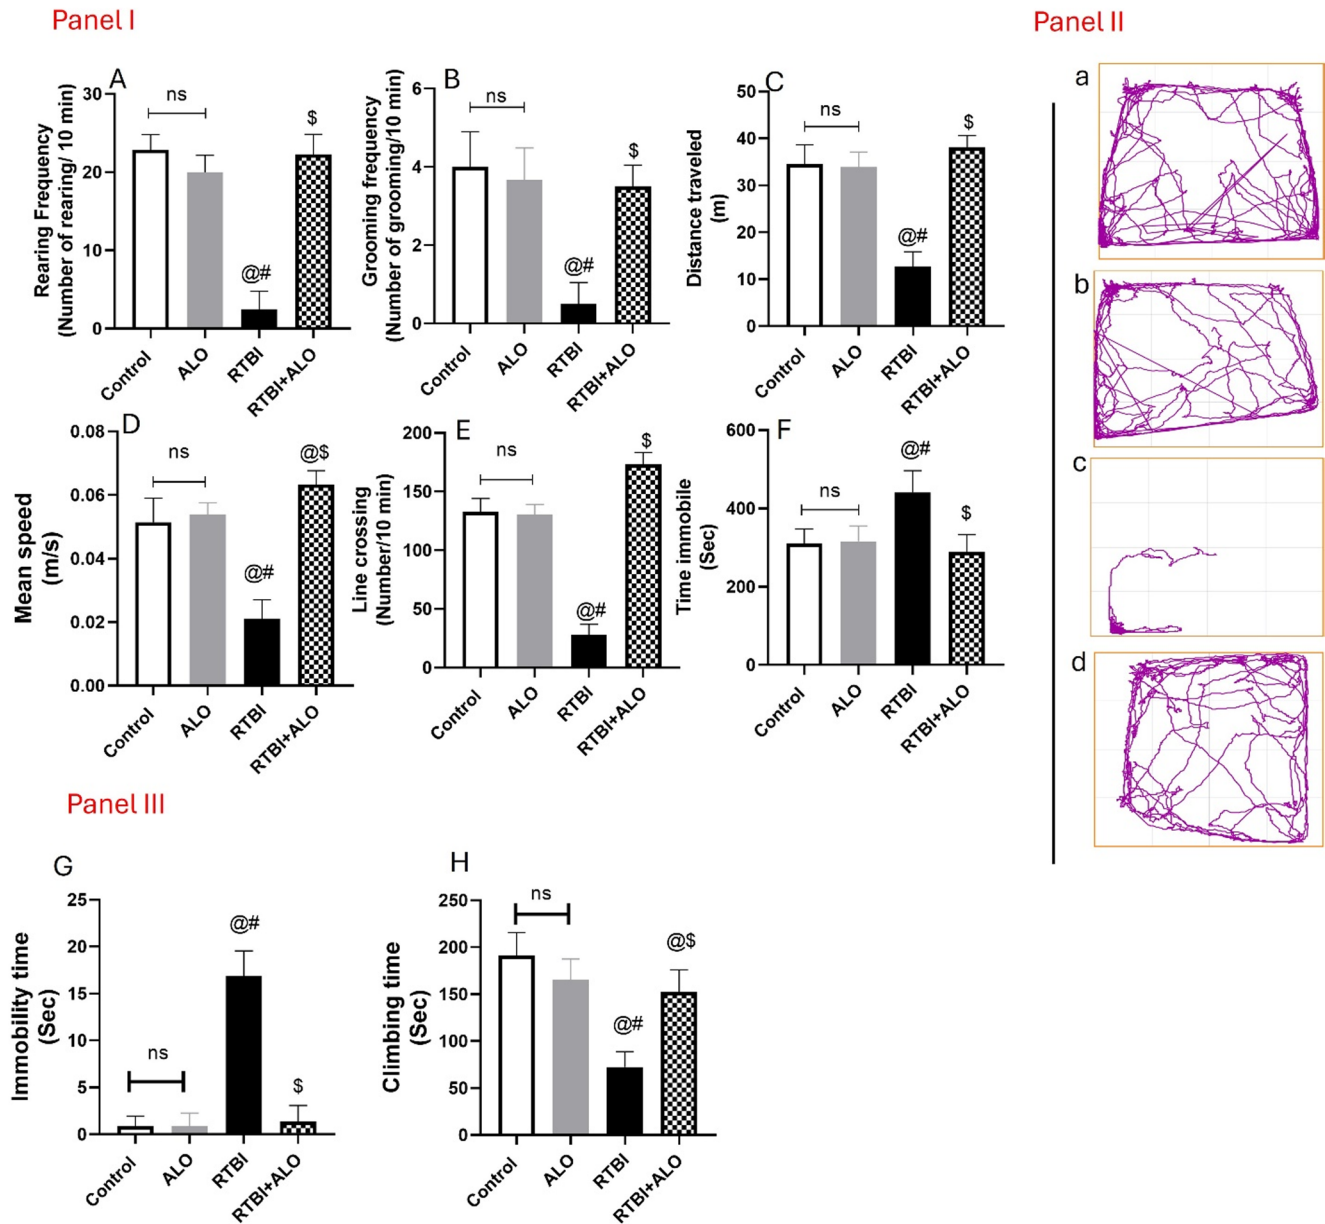 Panel I
Panel II
A
Rearing Frequency
(Number of rearing/ 10 min)
30
20
10
0
ns
@#
$
Control
ALO
RTBI
RTBI+ALO
B
Grooming frequency
(Number of grooming/10 min)
6
4
2
0
ns
@#
$
Control
ALO
RTBI
RTBI+ALO
C
Distance traveled
(m)
50
40
30
20
10
0
ns
@#
$
Control
ALO
RTBI
RTBI+ALO
D
Mean speed
(m/s)
0.08
0.06
0.04
0.02
0.00
ns
@#
@$
Control
ALO
RTBI
RTBI+ALO
E
Line crossing
(Number/10 min)
200
150
100
50
0
ns
@#
$
Control
ALO
RTBI
RTBI+ALO
F
Time immobile
(Sec)
600
400
200
0
ns
@#
$
Control
ALO
RTBI
RTBI+ALO
a
b
c
d
Panel III
G
Immobility time
(Sec)
25
20
15
10
5
0
ns
@#
$
Control
ALO
RTBI
RTBI+ALO
H
Climbing time
(Sec)
250
200
150
100
50
0
ns
@#
@$
Control
ALO
RTBI
RTBI+ALO